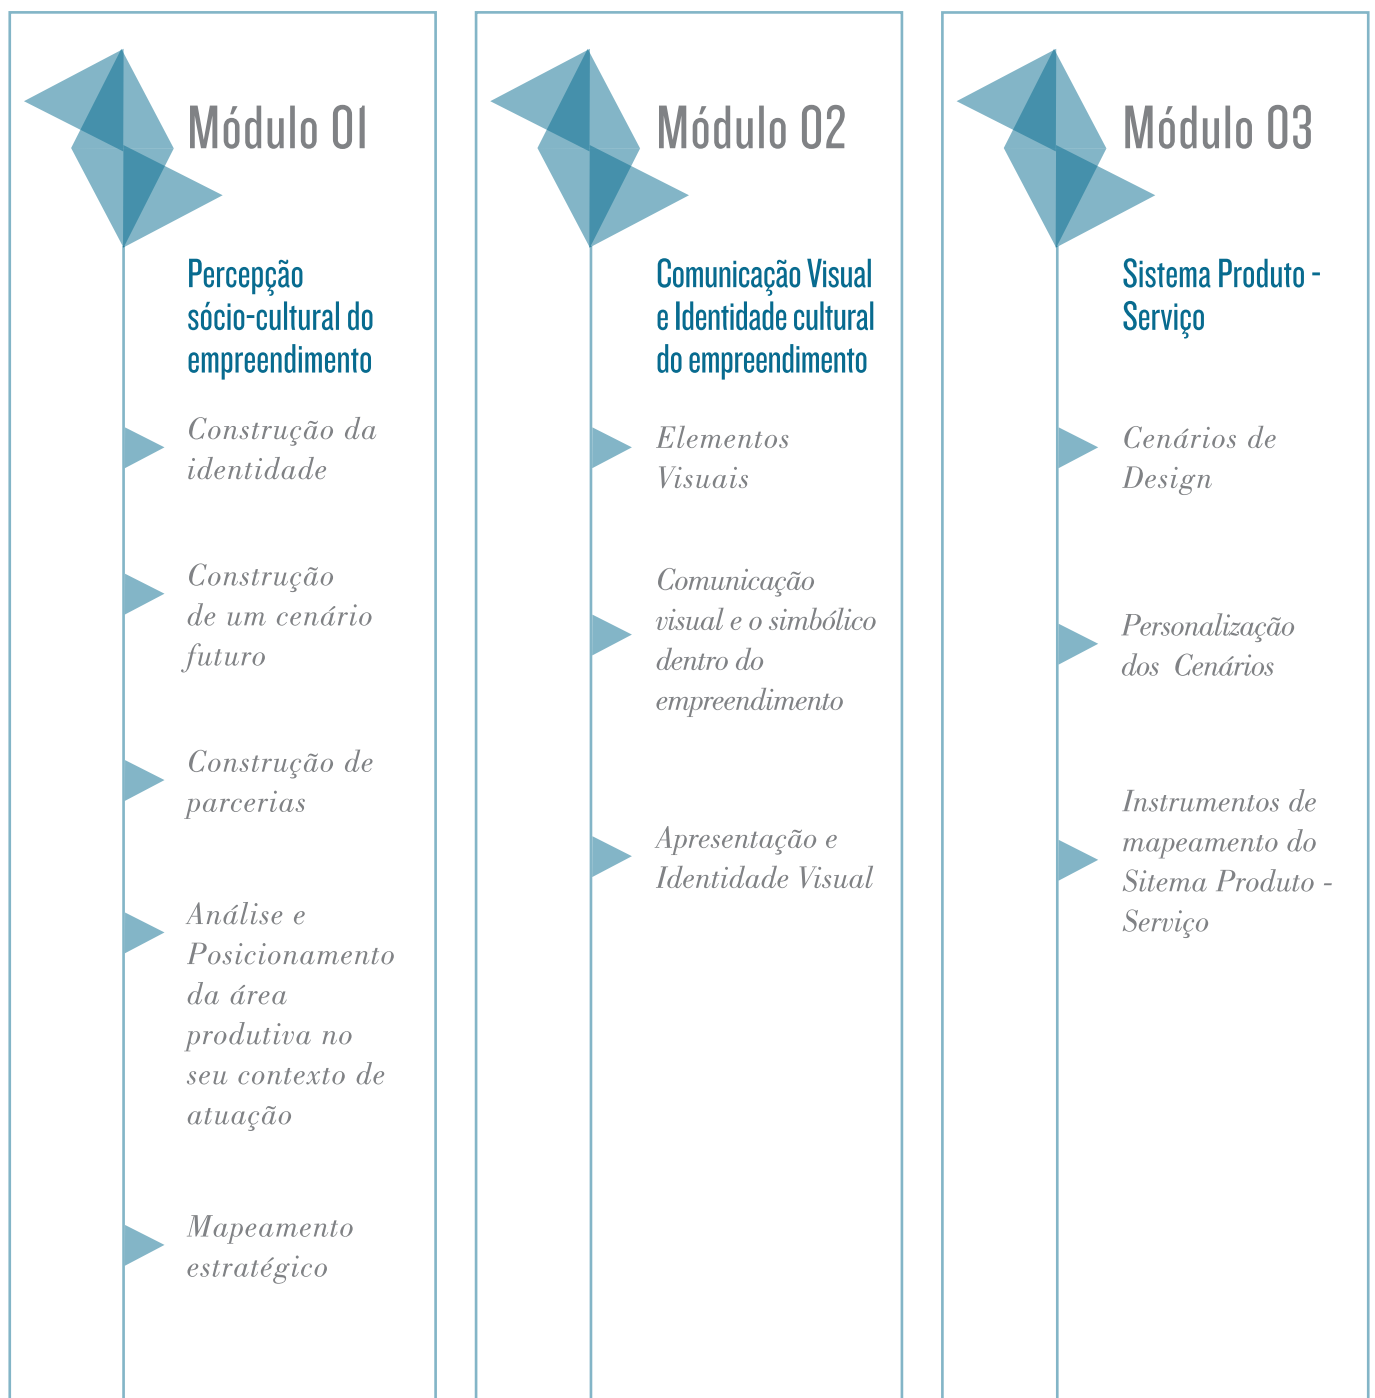 Módulo 01
Percepção
sócio-cultural do
empreendimento
Construção da
identidade
Construção
de um cenário
futuro
Construção de
parcerias
Análise e
Posicionamento
da área
produtiva no
seu contexto de
atuação
Mapeamento
estratégico
Módulo 02
Comunicação Visual
e Identidade cultural
do empreendimento
Elementos
Visuais
Comunicação
visual e o simbólico
dentro do
empreendimento
Apresentação e
Identidade Visual
Módulo 03
Sistema Produto -
Serviço
Cenários de
Design
Personalização
dos Cenários
Instrumentos de
mapeamento do
Sitema Produto -
Serviço